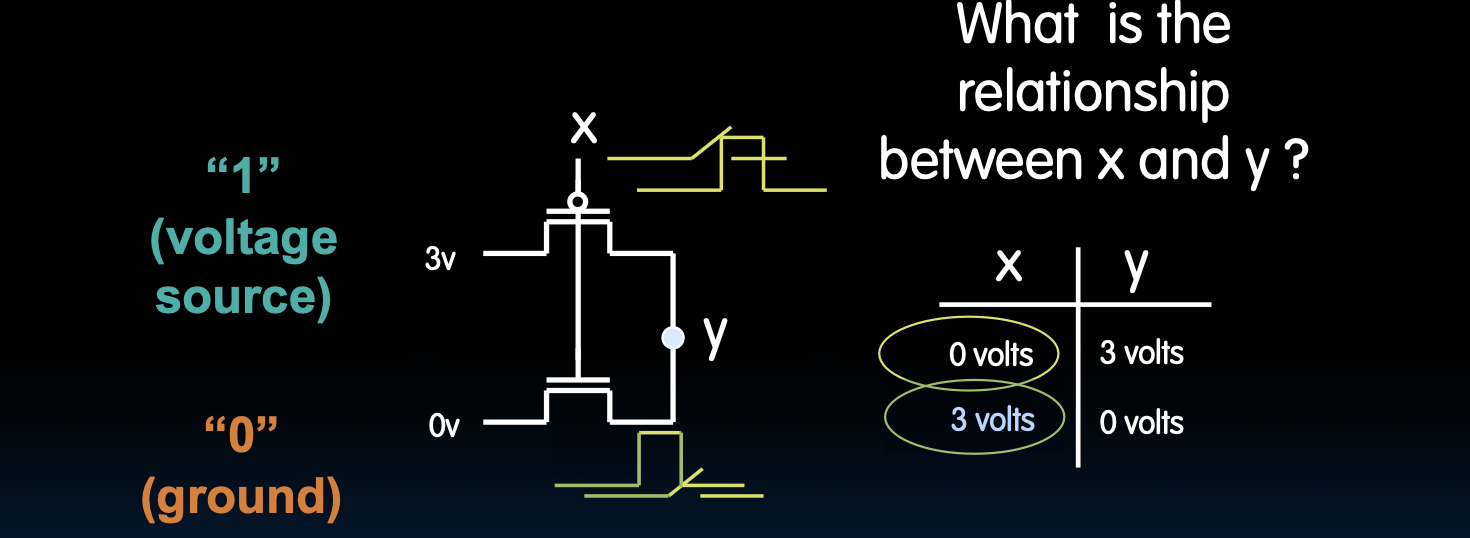 What is the
relationship
between x and y ?
x
“1”
(voltage
source)
3v
y
“0”
(ground)
0v
x y
0 volts 3 volts
3 volts 0 volts